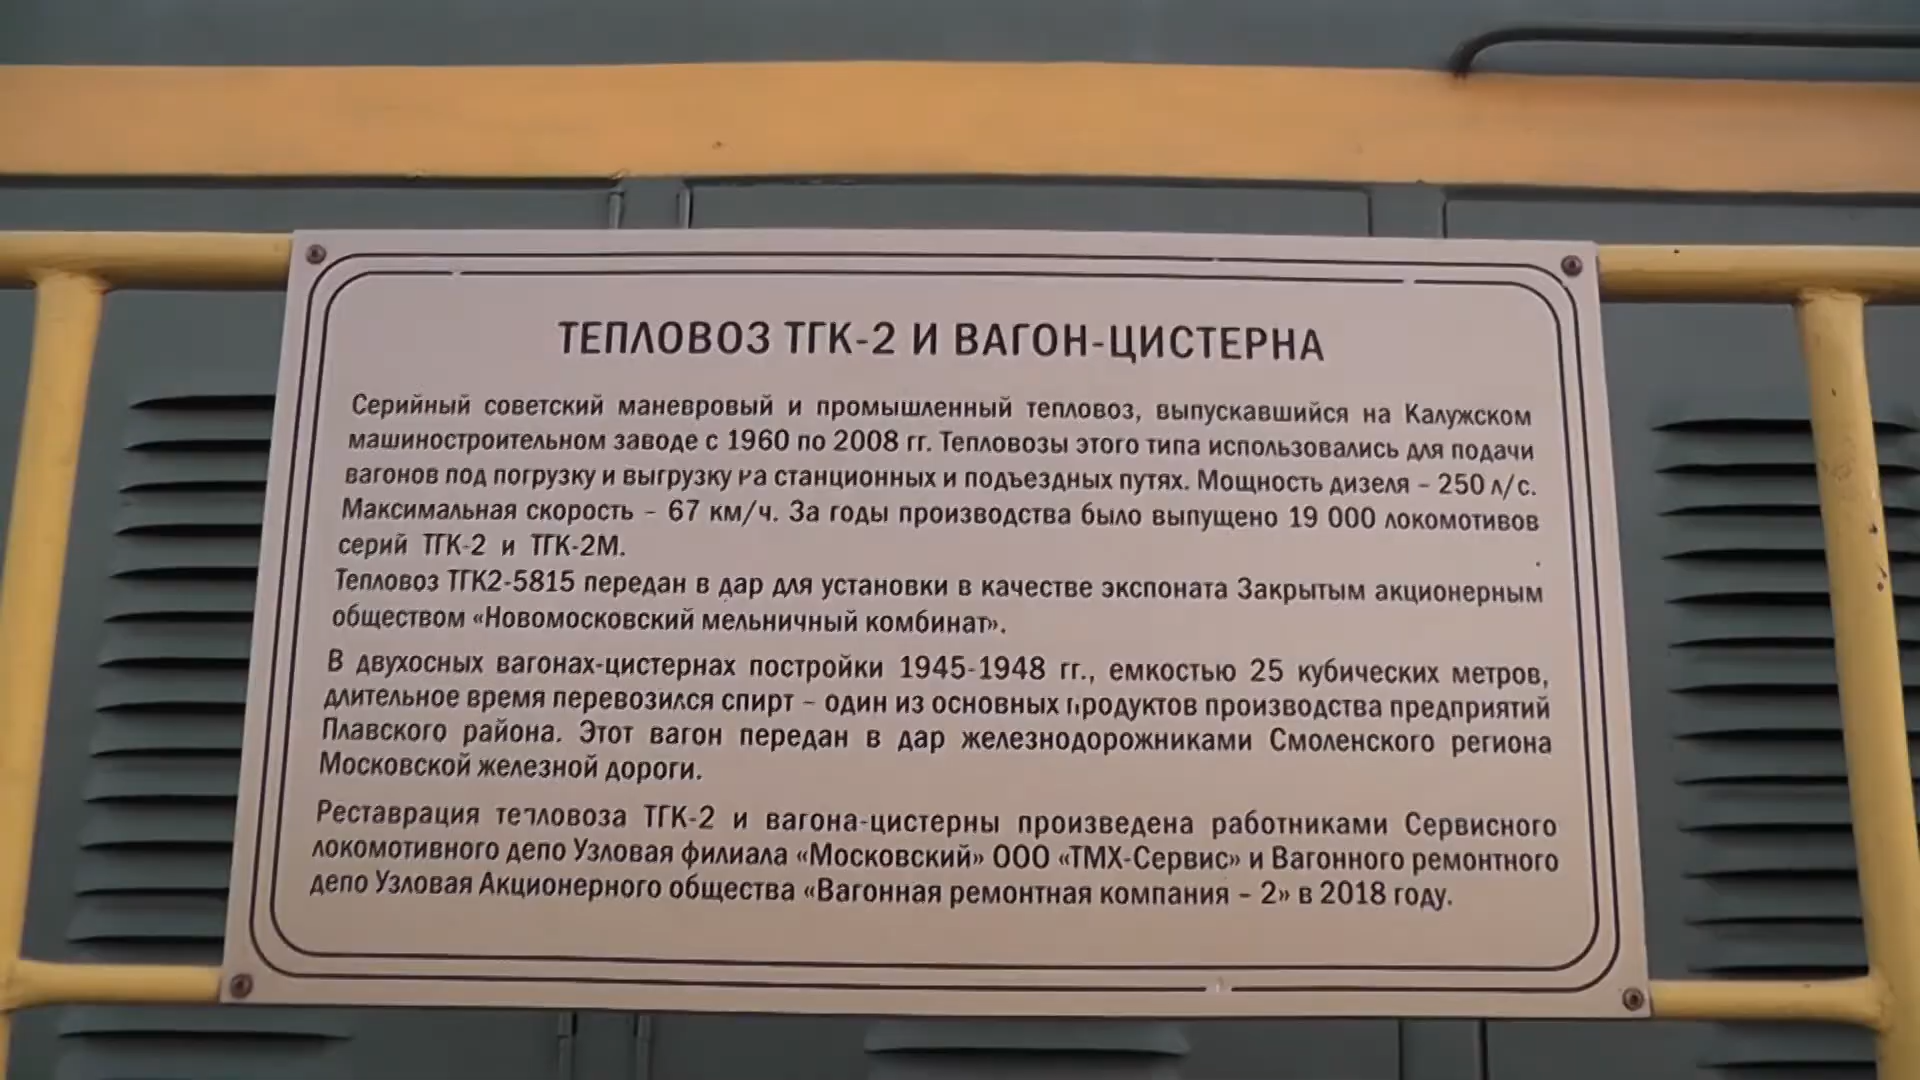 ТЕПЛОВОЗ ТГК-2 И ВАГОН-ЦИСТЕРНА
Серийный советский маневровый и промышленный тепловоз, выпускавшийся на Калужском
машиностроительном заводе с 1960 по 2008 гг. Тепловозы этого типа использовались для подачи
вагонов под погрузку и выгрузку на станционных и подъездных путях. Мощность дизеля – 250 л/с.
Максимальная скорость – 67 км/ч. За годы производства было выпущено 19 000 локомотивов
серий ТГК-2 и ТГК-2М.
Тепловоз ТГК2-5815 передан в дар для установки в качестве экспоната Закрытым акционерным
обществом «Новомосковский мельничный комбинат».
В двухосных вагонах-цистернах постройки 1945-1948 гг., емкостью 25 кубических метров,
длительное время перевозился спирт – один из основных продуктов производства предприятий
Плавского района. Этот вагон передан в дар железнодорожниками Смоленского региона
Московской железной дороги.
Реставрация тепловоза ТГК-2 и вагона-цистерны произведена работниками Сервисного
локомотивного депо Узловая филиала «Московский» ООО «ТМХ-Сервис» и Вагонного ремонтного
депо Узловая Акционерного общества «Вагонная ремонтная компания – 2» в 2018 году.